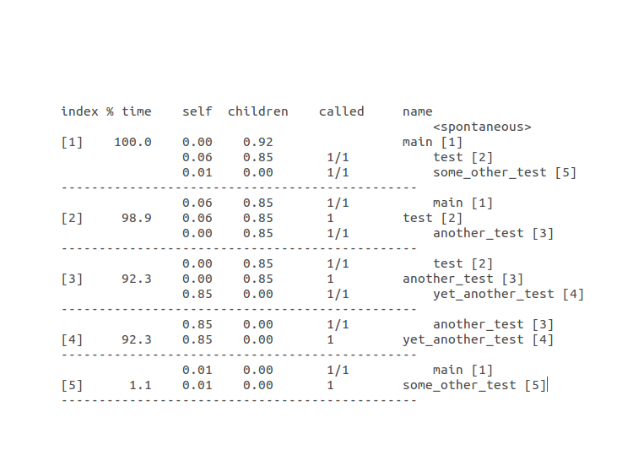 index % time    self  children    called     name
                                                 <spontaneous>
[1]    100.0    0.00    0.92                 main [1]
                0.06    0.85       1/1           test [2]
                0.01    0.00       1/1           some_other_test [5]
-----------------------------------------------
                0.06    0.85       1/1           main [1]
[2]     98.9    0.06    0.85       1         test [2]
                0.00    0.85       1/1           another_test [3]
-----------------------------------------------
                0.00    0.85       1/1           test [2]
[3]     92.3    0.00    0.85       1         another_test [3]
                0.85    0.00       1/1           yet_another_test [4]
-----------------------------------------------
                0.85    0.00       1/1           another_test [3]
[4]     92.3    0.85    0.00       1         yet_another_test [4]
-----------------------------------------------
                0.01    0.00       1/1           main [1]
[5]      1.1    0.01    0.00       1         some_other_test [5]
-----------------------------------------------